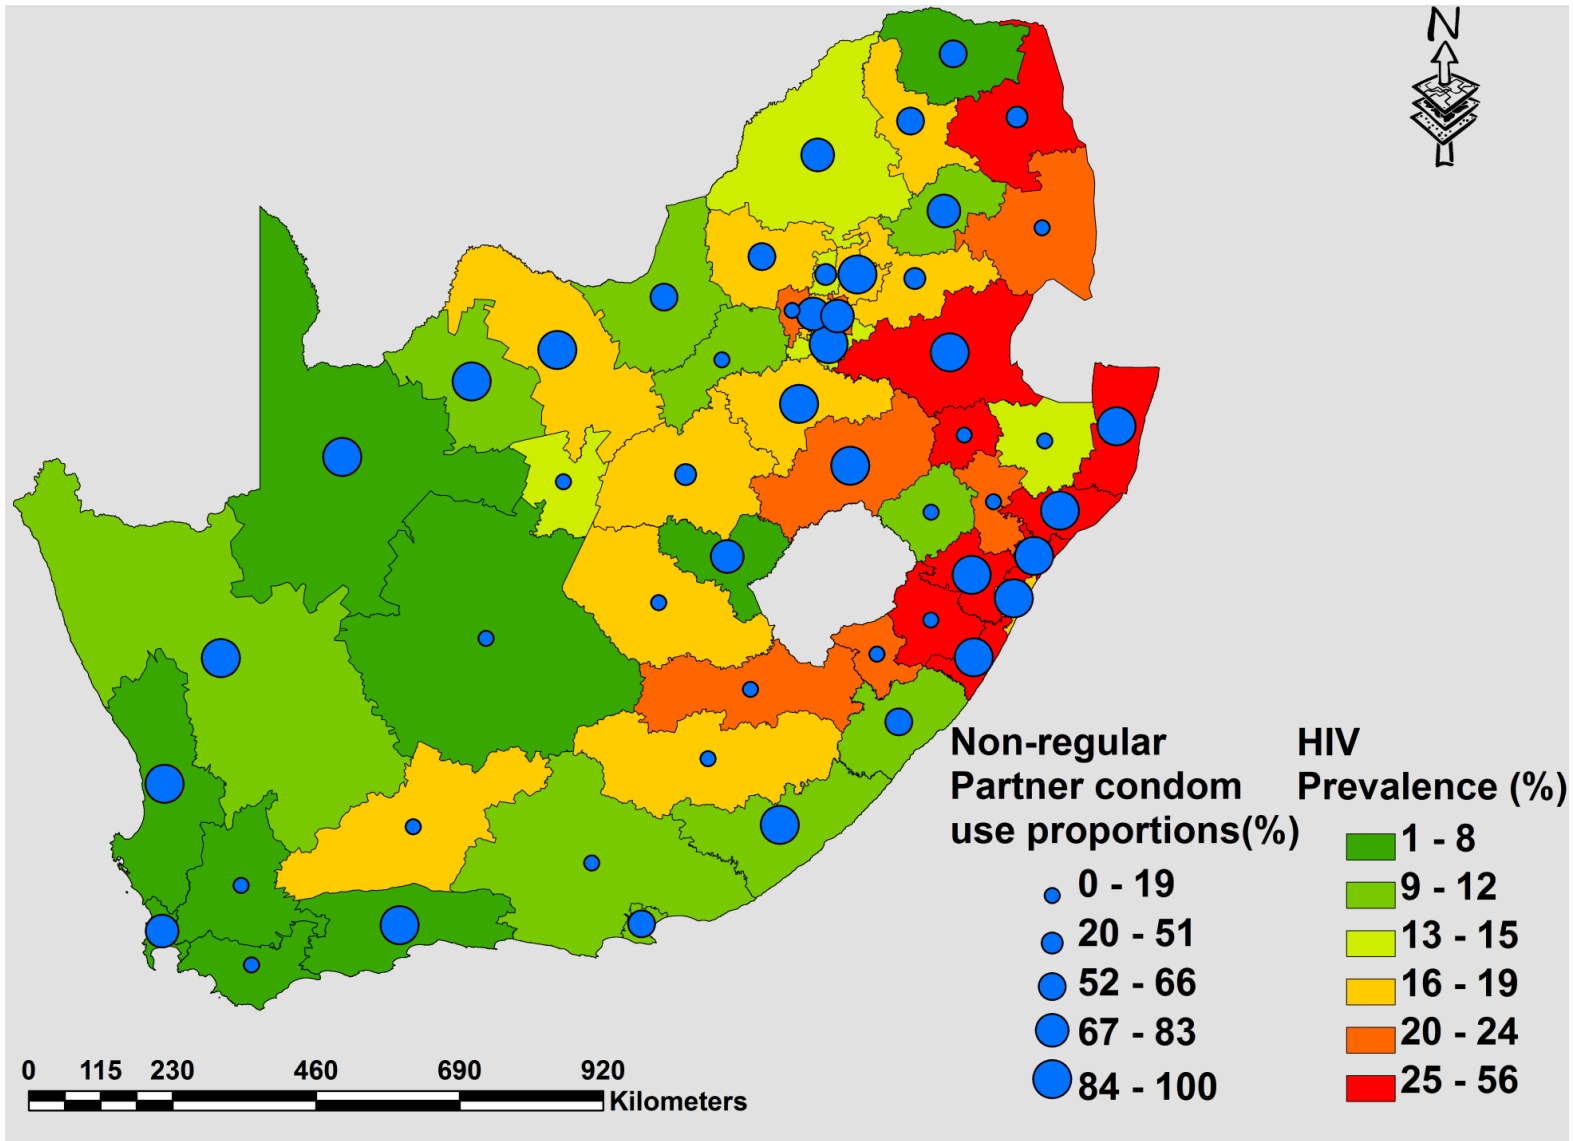 N
Non-regular
Partner condom
use proportions(%)
0 - 19
20 - 51
52 - 66
67 - 83
84 - 100
HIV
Prevalence (%)
1 - 8
9 - 12
13 - 15
16 - 19
20 - 24
25 - 56
0 115 230 460 690 920
Kilometers